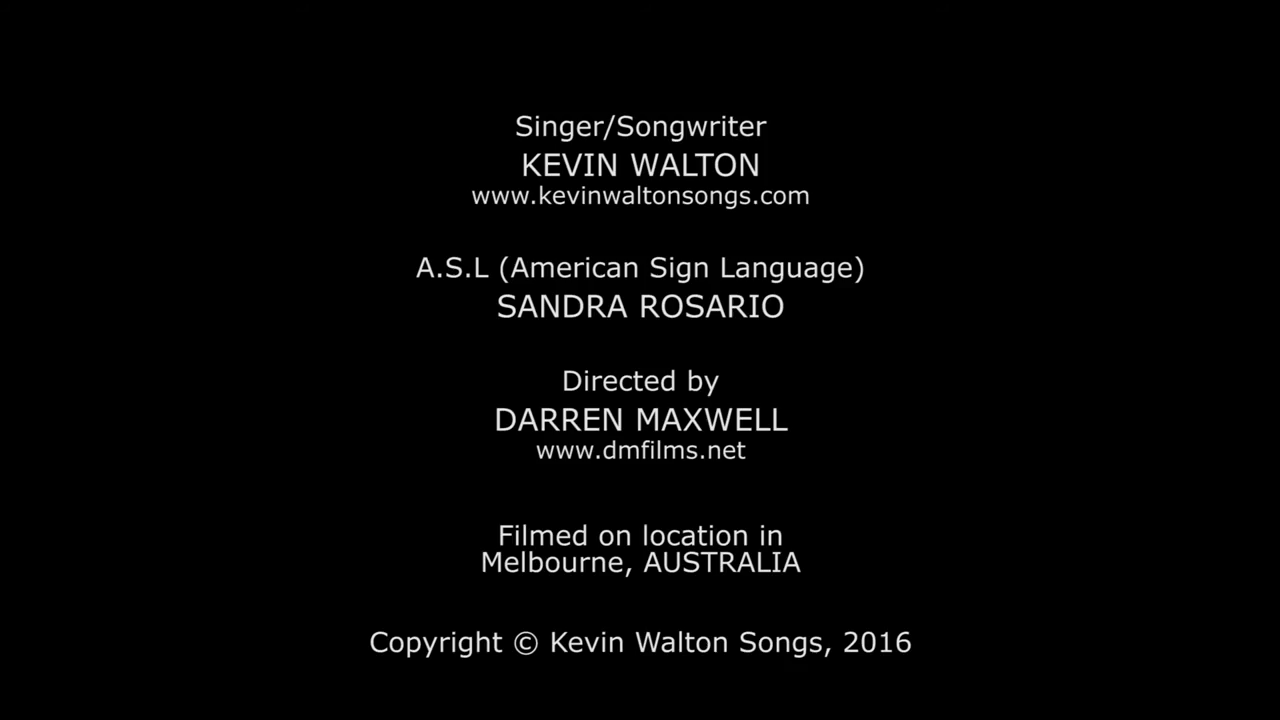 Singer/Songwriter
KEVIN WALTON
www.kevinwaltonsongs.com
A.S.L (American Sign Language)
SANDRA ROSARIO
Directed by
DARREN MAXWELL
www.dmfilms.net
Filmed on location in
Melbourne, AUSTRALIA
Copyright © Kevin Walton Songs, 2016